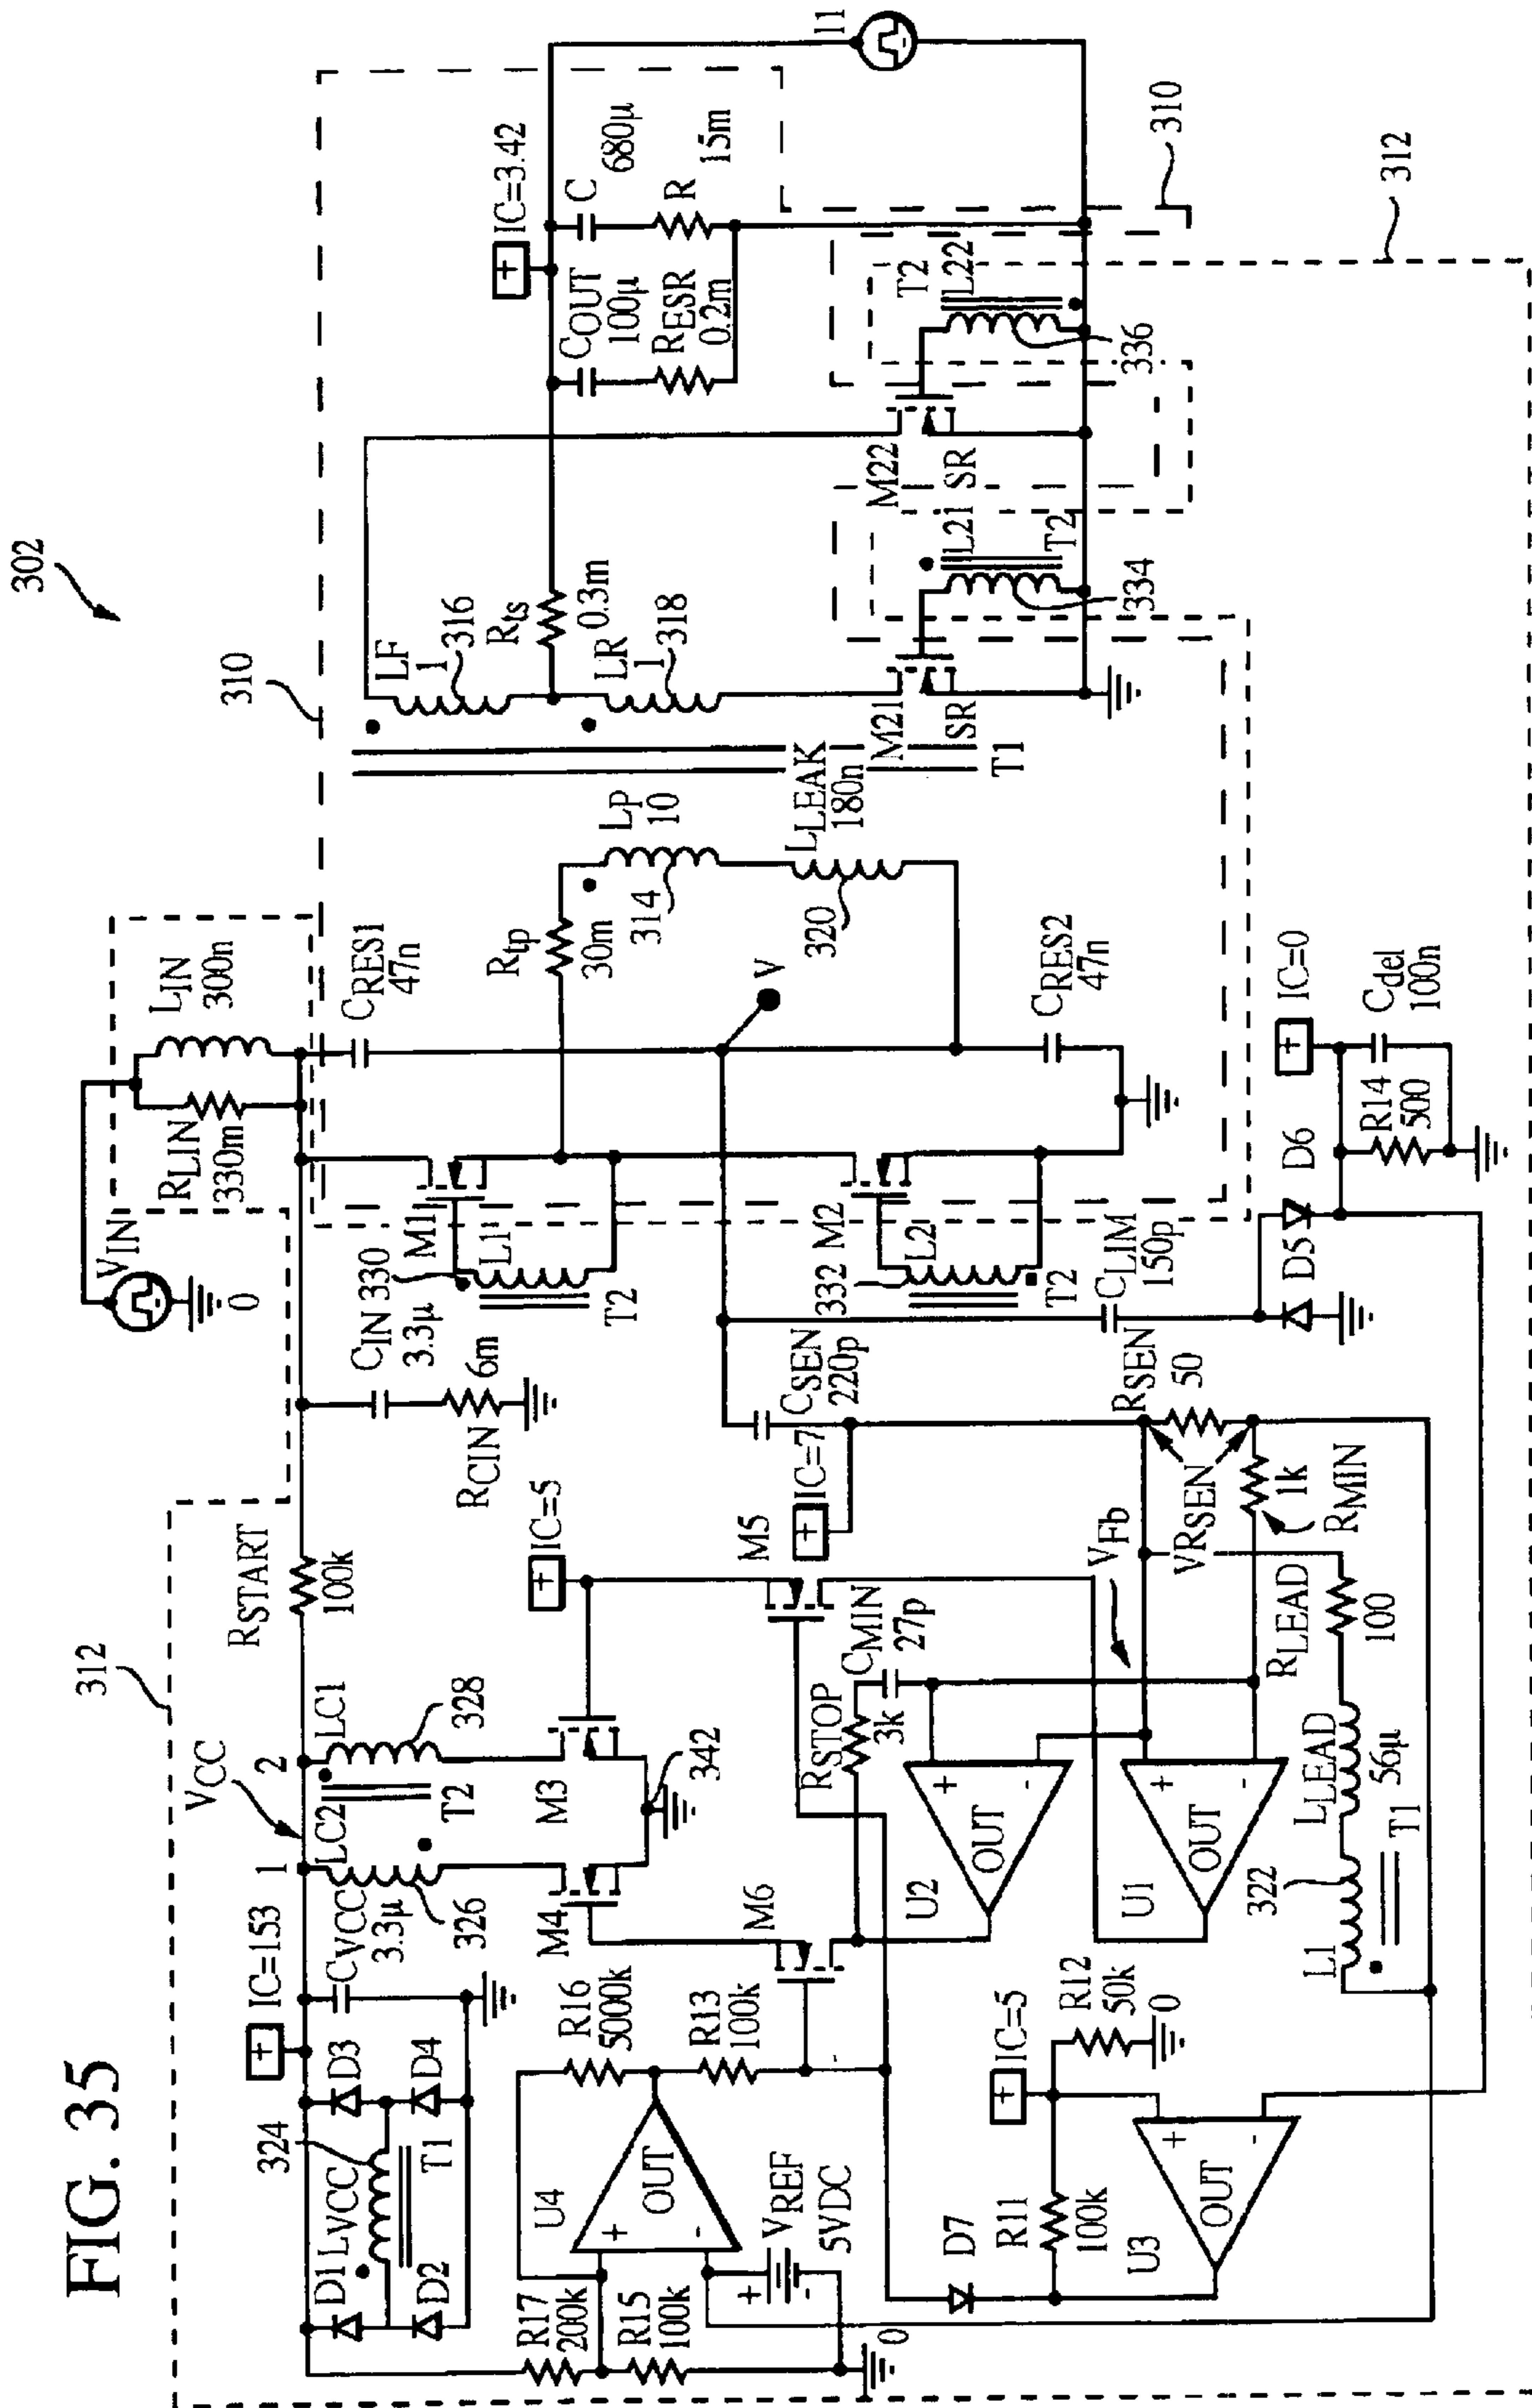 FIG. 35
302
312
310
VCC
IC=153
D1
LVCC
324
D3
D2
T1
D4
CVCC
3.3µ
1
2
LC2
LC1
T2
326
328
RSTART
100k
VIN
0
RLIN
330m
LIN
300n
CIN
3.3µ
RCIN
6m
330
M1
L1
T2
CRES1
47n
Rtp
30m
LP
10
314
LLEAK
180n
320
V
CRES2
47n
M2
L2
332
T2
CLIM
150p
LF
1
316
Rts
0.3m
LR
1
318
M21
SR
T1
L21
T2
334
M22
SR
T2
L22
336
COUT
100µ
RESR
0.2m
IC=3.42
C
680µ
R
15m
I1
310
312
R17
200k
R15
100k
U4
+
-
OUT
VREF
5VDC
+
-
0
R16
5000k
R13
100k
M4
M3
342
M6
M5
IC=5
IC=7
CSEN
220p
RSTOP
3k
CMIN
27p
VFb
VRSEN
RSEN
50
1k
RMIN
U2
+
-
OUT
U1
+
-
OUT
RLEAD
100
LLEAD
56µ
322
L1
T1
D7
R11
100k
IC=5
R12
50k
0
U3
+
-
OUT
D5
D6
IC=0
R14
500
Cdel
100n